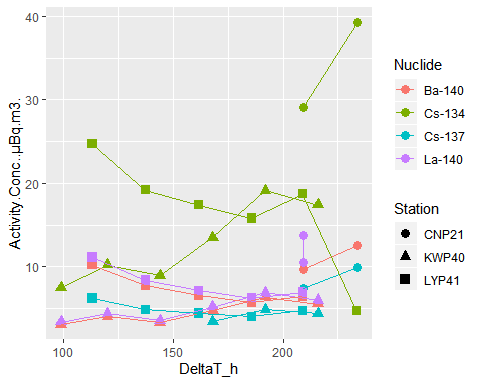 40
30
20
10
Activity.Conc..µBq.m3.
100
150
200
DeltaT_h
Nuclide
Ba-140
Cs-134
Cs-137
La-140
Station
CNP21
KWP40
LYP41